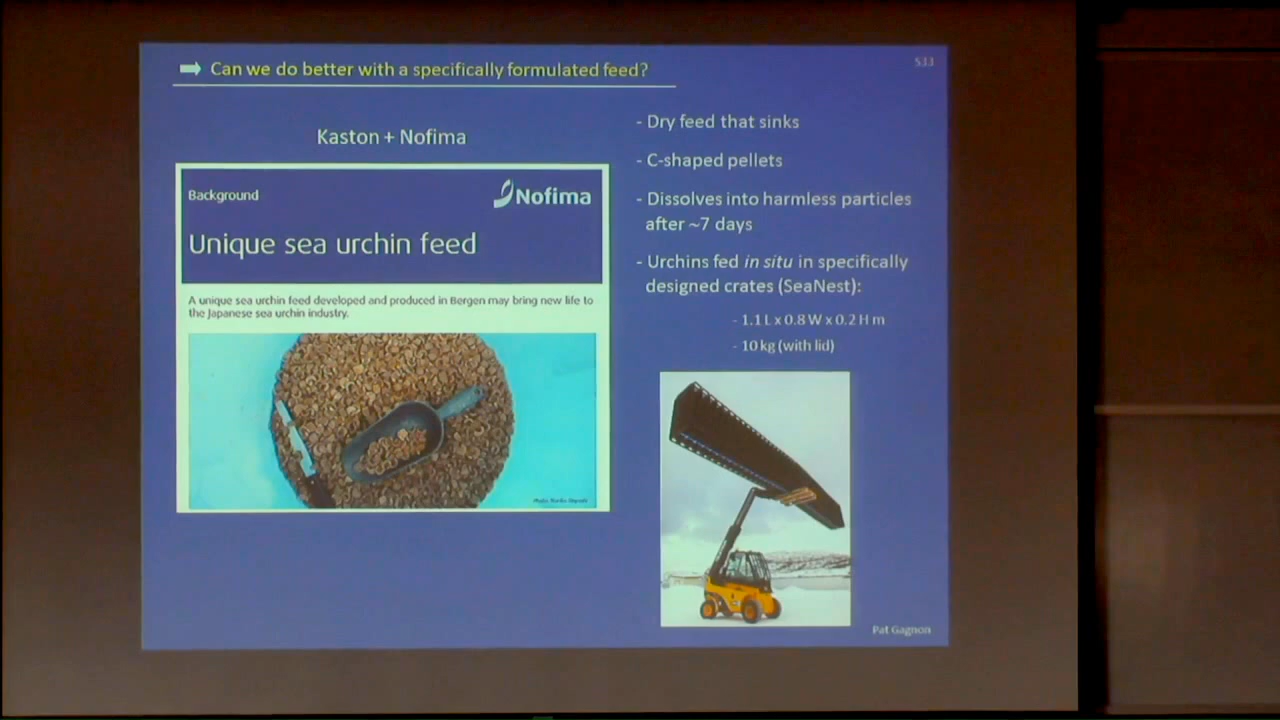 Can we do better with a specifically formulated feed?
533
Kaston + Nofima
Background
Nofima
Unique sea urchin feed
A unique sea urchin feed developed and produced in Bergen may bring new life to
the Japanese sea urchin industry.
- Dry feed that sinks
- C-shaped pellets
- Dissolves into harmless particles
after ~7 days
- Urchins fed in situ in specifically
designed crates (SeaNest):
- 1.1 L x 0.8 W x 0.2 H m
- 10 kg (with lid)
Pat Gagnon